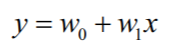 y = w₀ + w₁x